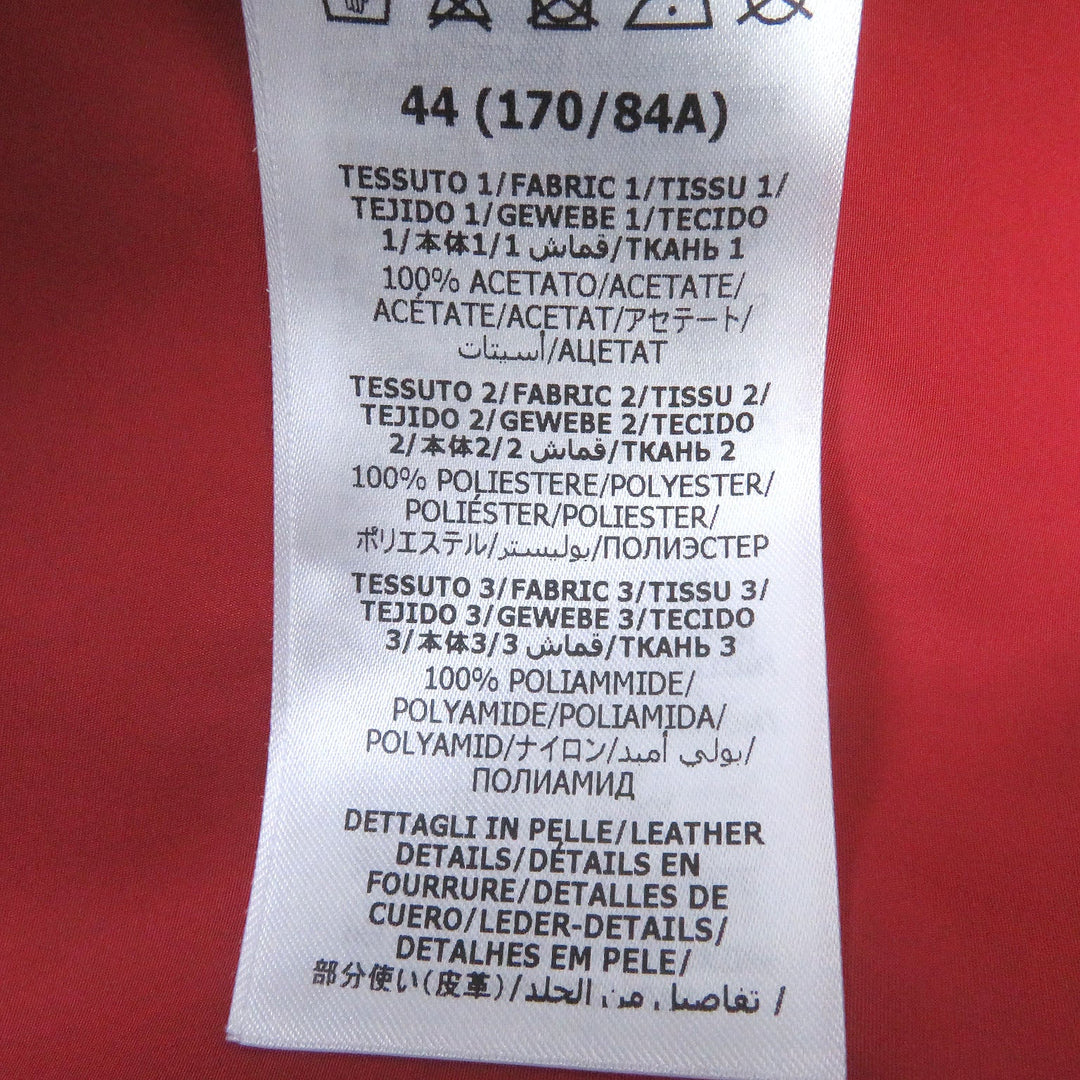 44 (170/84A)
TESSUTO 1/FABRIC 1/TISSU 1/
TEJIDO 1/GEWEBE 1/TECIDO
1/本体1/1 قماش/ТКАНЬ 1
100% ACETATO/ACETATE/
ACÉTATE/ACETAT/アセテート/
أسيتات/АЦЕТАТ
TESSUTO 2/FABRIC 2/TISSU 2/
TEJIDO 2/GEWEBE 2/TECIDO
2/本体2/2 قماش/ТКАНЬ 2
100% POLIESTERE/POLYESTER/
POLIÉSTER/POLIESTER/
ポリエステル/بوليستر/ПОЛИЭСТЕР
TESSUTO 3/FABRIC 3/TISSU 3/
TEJIDO 3/GEWEBE 3/TECIDO
3/本体3/3 قماش/ТКАНЬ 3
100% POLIAMMIDE/
POLYAMIDE/POLIAMIDA/
POLYAMID/ナイロン/بولي أميد/
ПОЛИАМИД
DETTAGLI IN PELLE/LEATHER
DETAILS/DÉTAILS EN
FOURRURE/DETALLES DE
CUERO/LEDER-DETAILS/
DETALHES EM PELE/
部分使い(皮革)/تفاصيل من الجلد /